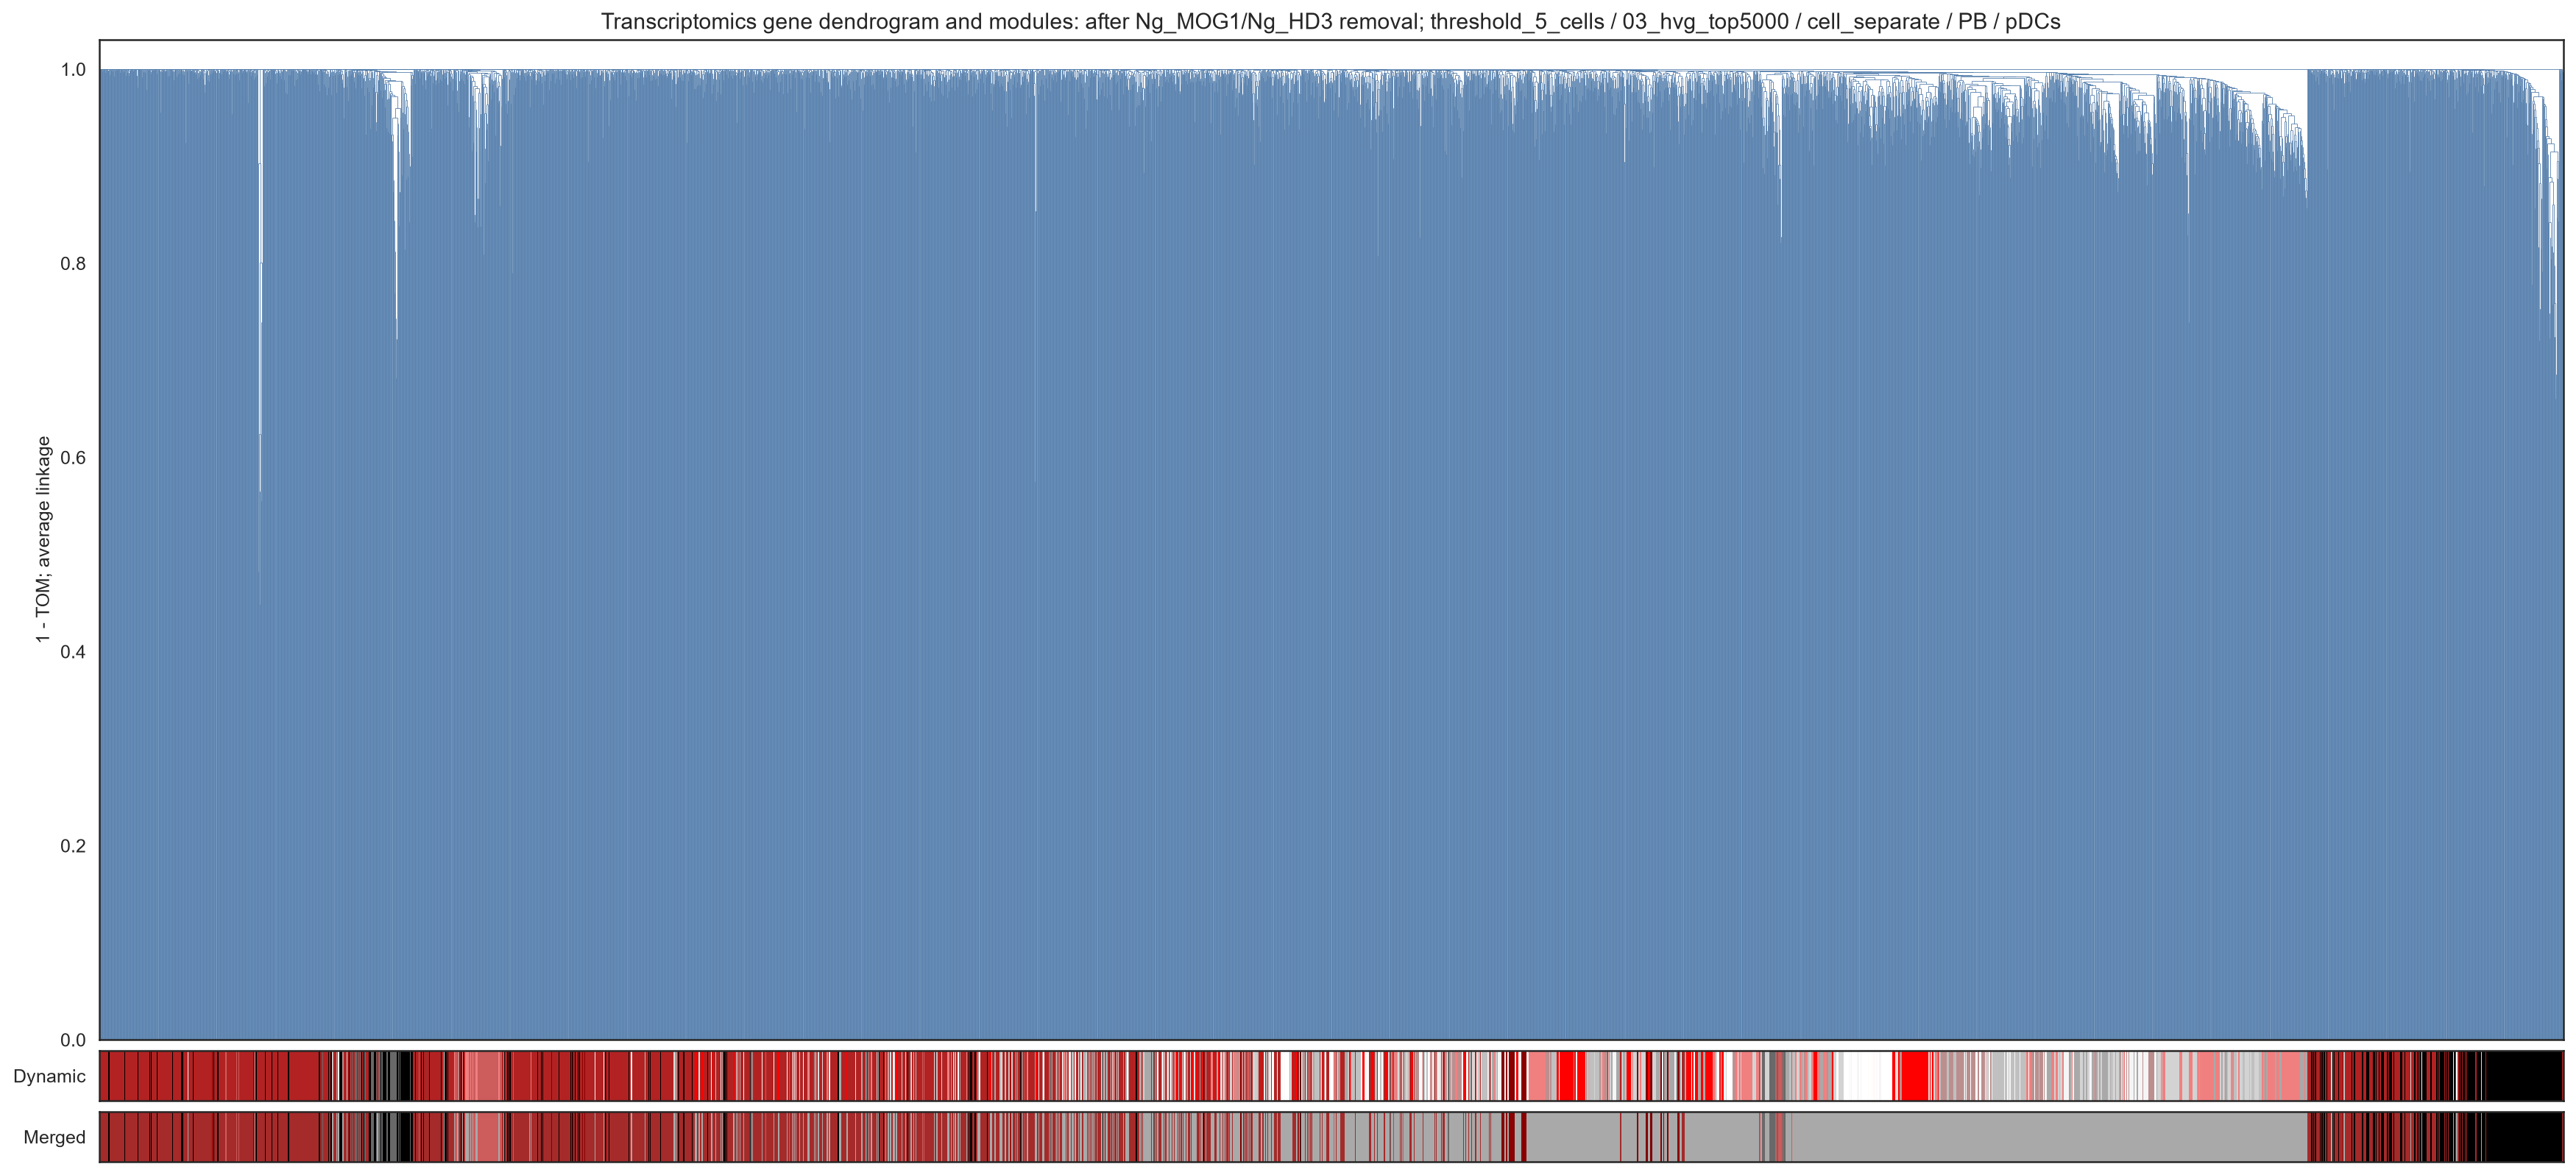 Transcriptomics gene dendrogram and modules: after Ng_MOG1/Ng_HD3 removal; threshold_5_cells / 03_hvg_top5000 / cell_separate / PB / pDCs
1.0
0.8
0.6
0.4
0.2
0.0
1 - TOM; average linkage
Dynamic
Merged